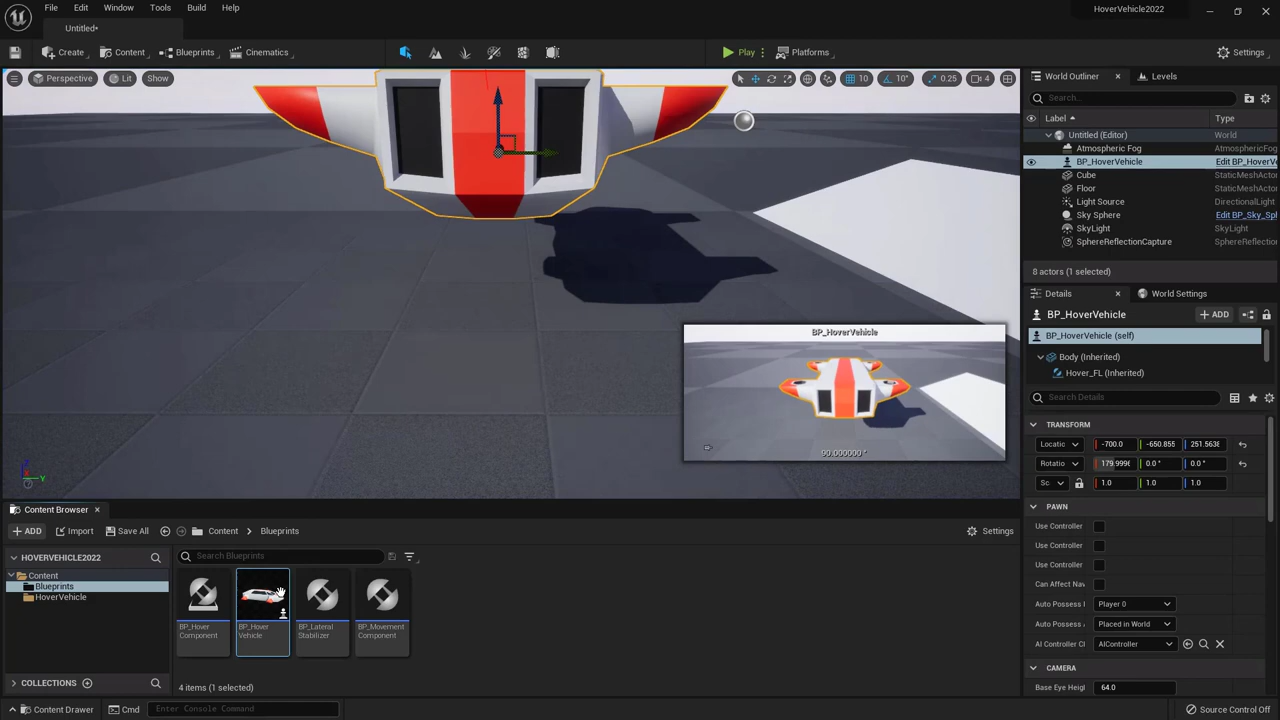 File Edit Window Tools Build Help
HoverVehicle2022
Untitled*
Create Content Blueprints Cinematics Play Platforms Settings
Perspective Lit Show 10 10° 0.25 4
World Outliner Levels
Search...
Label Type
Untitled (Editor) World
Atmospheric Fog AtmosphericFog
BP_HoverVehicle Edit BP_HoverV
Cube StaticMeshActor
Floor StaticMeshActor
Light Source DirectionalLight
Sky Sphere Edit BP_Sky_Sp
SkyLight SkyLight
SphereReflectionCapture SphereReflection
8 actors (1 selected)
Details World Settings
BP_HoverVehicle ADD
BP_HoverVehicle (self)
Body (Inherited)
Hover_FL (Inherited)
Search Details
TRANSFORM
Locatic -700.0 -650.855 251.5636
Rotatio 179.9996 0.0 ° 0.0 °
Sc 1.0 1.0 1.0
PAWN
Use Controller
Use Controller
Use Controller
Can Affect Nav
Auto Possess Player 0
Auto Possess Placed in World
AI Controller Cl AIController
CAMERA
Base Eye Heigh 64.0
BP_HoverVehicle
90.000000 °
Z
Y
Content Browser
ADD Import Save All Content Blueprints Settings
HOVERVEHICLE2022
Content
Blueprints
HoverVehicle
Search Blueprints
BP_Hover
Component
BP_Hover
Vehicle
BP_Lateral
Stabilizer
BP_Movement
Component
COLLECTIONS
4 items (1 selected)
Content Drawer Cmd Enter Console Command Source Control Off